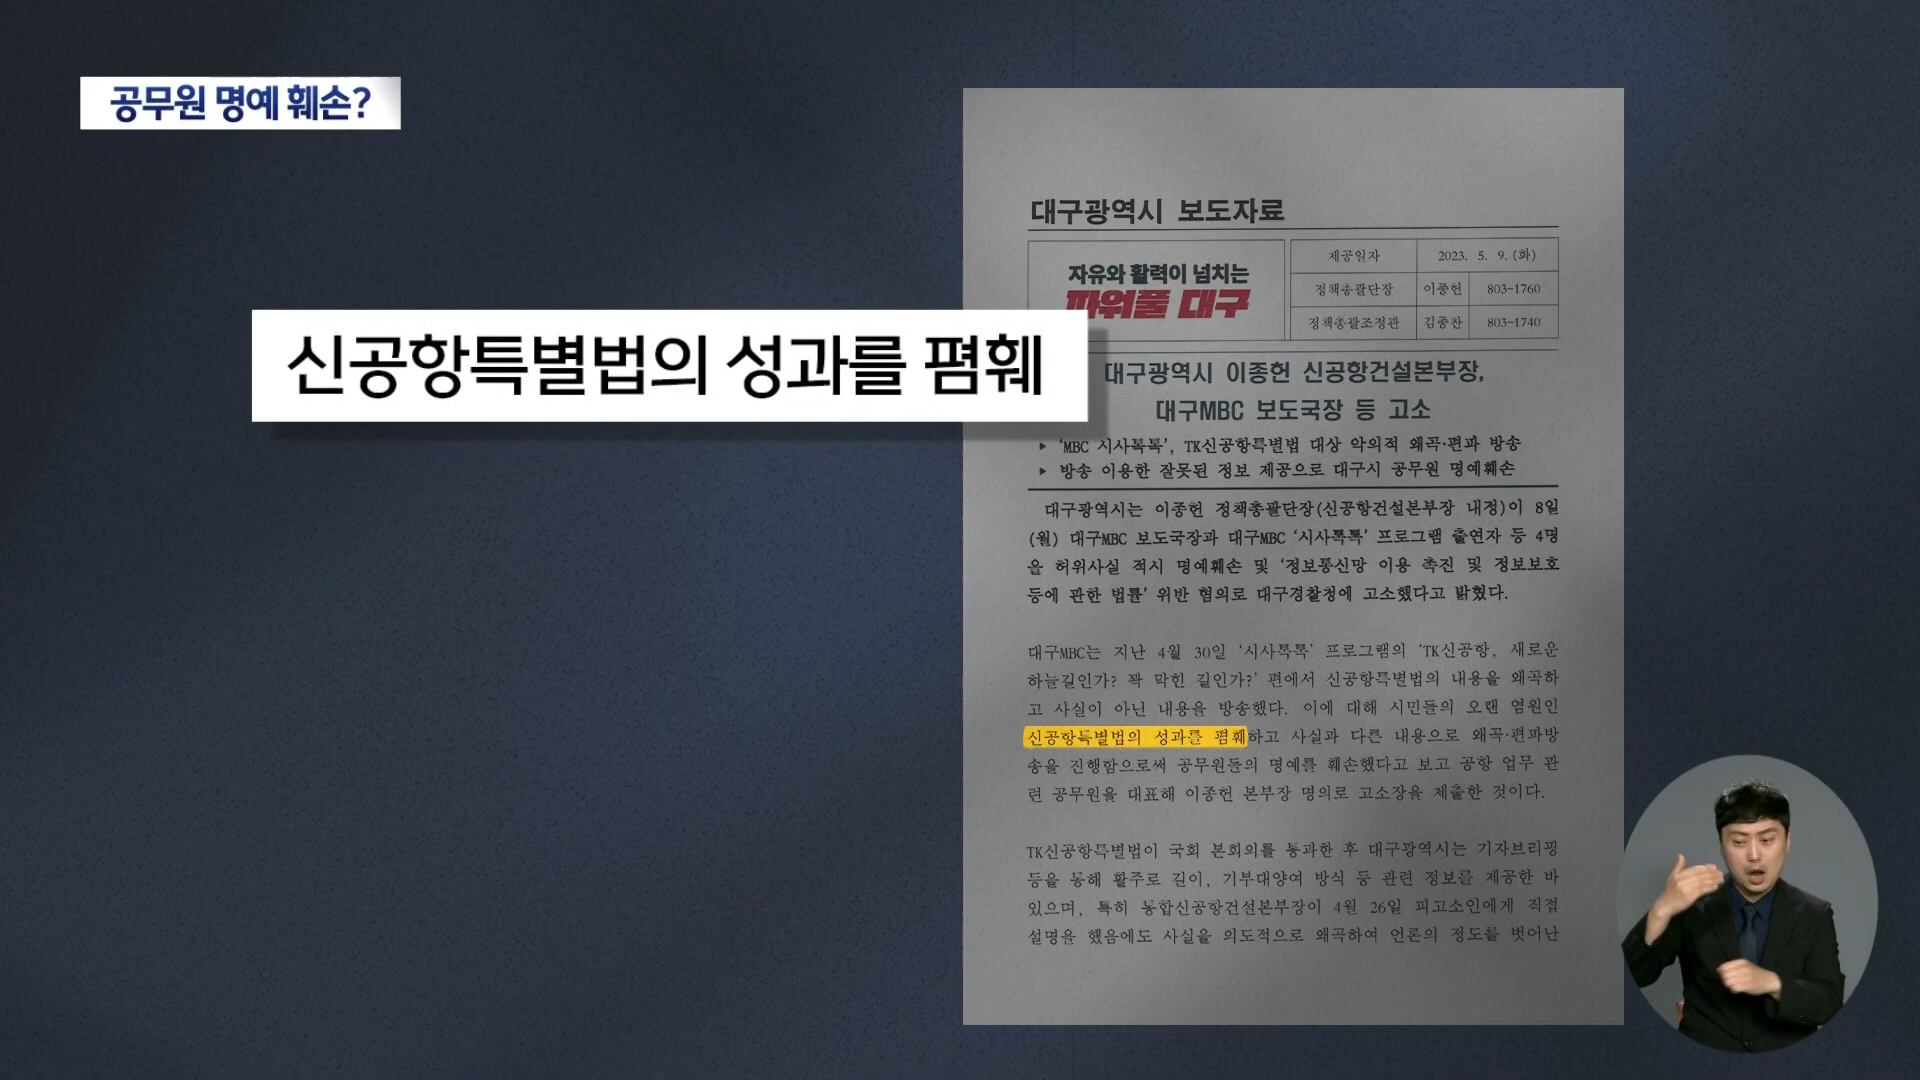 공무원 명예 훼손?
신공항특별법의 성과를 폄훼
대구광역시 보도자료
자유와 활력이 넘치는
파워풀 대구
제공일자 2023. 5. 9.(화)
정책총괄단장 이종헌 803-1760
정책총괄조정관 김종찬 803-1740
대구광역시 이종헌 신공항건설본부장,
대구MBC 보도국장 등 고소
▸ ‘MBC 시사톡톡’, TK신공항특별법 대상 악의적 왜곡·편파 방송
▸ 방송 이용한 잘못된 정보 제공으로 대구시 공무원 명예훼손
대구광역시는 이종헌 정책총괄단장(신공항건설본부장 내정)이 8일
(월) 대구MBC 보도국장과 대구MBC ‘시사톡톡’ 프로그램 출연자 등 4명
을 허위사실 적시 명예훼손 및 ‘정보통신망 이용 촉진 및 정보보호
등에 관한 법률’ 위반 혐의로 대구경찰청에 고소했다고 밝혔다.
대구MBC는 지난 4월 30일 ‘시사톡톡’ 프로그램의 ‘TK신공항, 새로운
하늘길인가? 꽉 막힌 길인가?’ 편에서 신공항특별법의 내용을 왜곡하
고 사실이 아닌 내용을 방송했다. 이에 대해 시민들의 오랜 염원인
신공항특별법의 성과를 폄훼하고 사실과 다른 내용으로 왜곡·편파방
송을 진행함으로써 공무원들의 명예를 훼손했다고 보고 공항 업무 관
련 공무원을 대표해 이종헌 본부장 명의로 고소장을 제출한 것이다.
TK신공항특별법이 국회 본회의를 통과한 후 대구광역시는 기자브리핑
등을 통해 활주로 길이, 기부대양여 방식 등 관련 정보를 제공한 바
있으며, 특히 통합신공항건설본부장이 4월 26일 피고소인에게 직접
설명을 했음에도 사실을 의도적으로 왜곡하여 언론의 정도를 벗어난